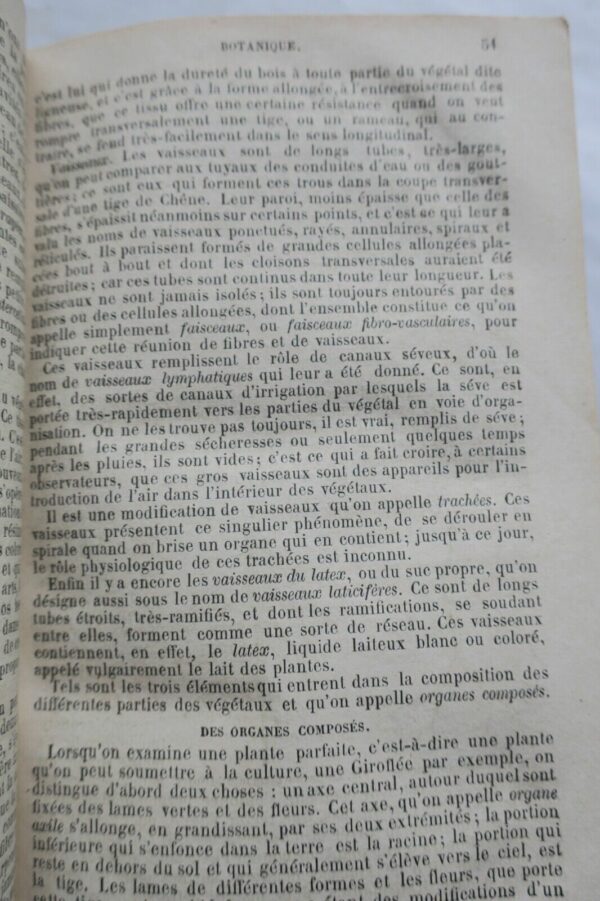 BOTANIQUE. 51
c'est lui qui donne la dureté du bois à toute partie du végétal dite
ligneuse, et c'est grâce à la forme allongée, à l'entrecroisement des
fibres, que ce tissu offre une certaine résistance quand on veut
rompre transversalement une tige, ou un rameau, qui au con-
traire, se fend très-facilement dans le sens longitudinal.
Vaisseaux. Les vaisseaux sont de longs tubes, très-larges,
qu'on peut comparer aux tuyaux des conduites d'eau ou des gout-
tières; ce sont eux qui forment ces trous dans la coupe transver-
sale d'une tige de Chêne. Leur paroi, moins épaisse que celle des
fibres, s'épaissit néanmoins sur certains points, et c'est ce qui leur a
valu les noms de vaisseaux ponctués, rayés, annulaires, spiraux et
réticulés. Ils paraissent formés de grandes cellules allongées pla-
cées bout à bout et dont les cloisons transversales auraient été
détruites; car ces tubes sont continus dans toute leur longueur. Les
vaisseaux ne sont jamais isolés; ils sont toujours entourés par des
fibres ou des cellules allongées, dont l'ensemble constitue ce qu'on
appelle simplement faisceaux, ou faisceaux fibro-vasculaires, pour
indiquer cette réunion de fibres et de vaisseaux.
Ces vaisseaux remplissent le rôle de canaux séveux, d'où le
nom de vaisseaux lymphatiques qui leur a été donné. Ce sont, en
effet, des sortes de canaux d'irrigation par lesquels la séve est
portée très-rapidement vers les parties du végétal en voie d'orga-
nisation. On ne les trouve pas toujours, il est vrai, remplis de séve;
pendant les grandes sécheresses ou seulement quelques temps
après les pluies, ils sont vides; c'est ce qui a fait croire, à certains
observateurs, que ces gros vaisseaux sont des appareils pour l'in-
troduction de l'air dans l'intérieur des végétaux.
Il est une modification de vaisseaux qu'on appelle trachées. Ces
vaisseaux présentent ce singulier phénomène, de se dérouler en
spirale quand on brise un organe qui en contient; jusqu'à ce jour,
le rôle physiologique de ces trachées est inconnu.
Enfin il y a encore les vaisseaux du latex, ou du suc propre, qu'on
désigne aussi sous le nom de vaisseaux laticifères. Ce sont de longs
tubes étroits, très-ramifiés, et dont les ramifications, se soudant
entre elles, forment comme une sorte de réseau. Ces vaisseaux
contiennent, en effet, le latex, liquide laiteux blanc ou coloré,
appelé vulgairement le lait des plantes.
Tels sont les trois éléments qui entrent dans la composition des
différentes parties des végétaux et qu'on appelle organes composés.
DES ORGANES COMPOSÉS.
Lorsqu'on examine une plante parfaite, c'est-à-dire une plante
qu'on peut soumettre à la culture, une Giroflée par exemple, on
distingue d'abord deux choses : un axe central, autour duquel sont
fixées des lames vertes et des fleurs. Cet axe, qu'on appelle organe
axile s'allonge, en grandissant, par ses deux extrémités; la portion
inférieure qui s'enfonce dans la terre est la racine; la portion qui
reste en dehors du sol et qui généralement s'élève vers le ciel, est
la tige. Les lames de différentes formes et les fleurs, que porte
cette tige, des modifications d'un